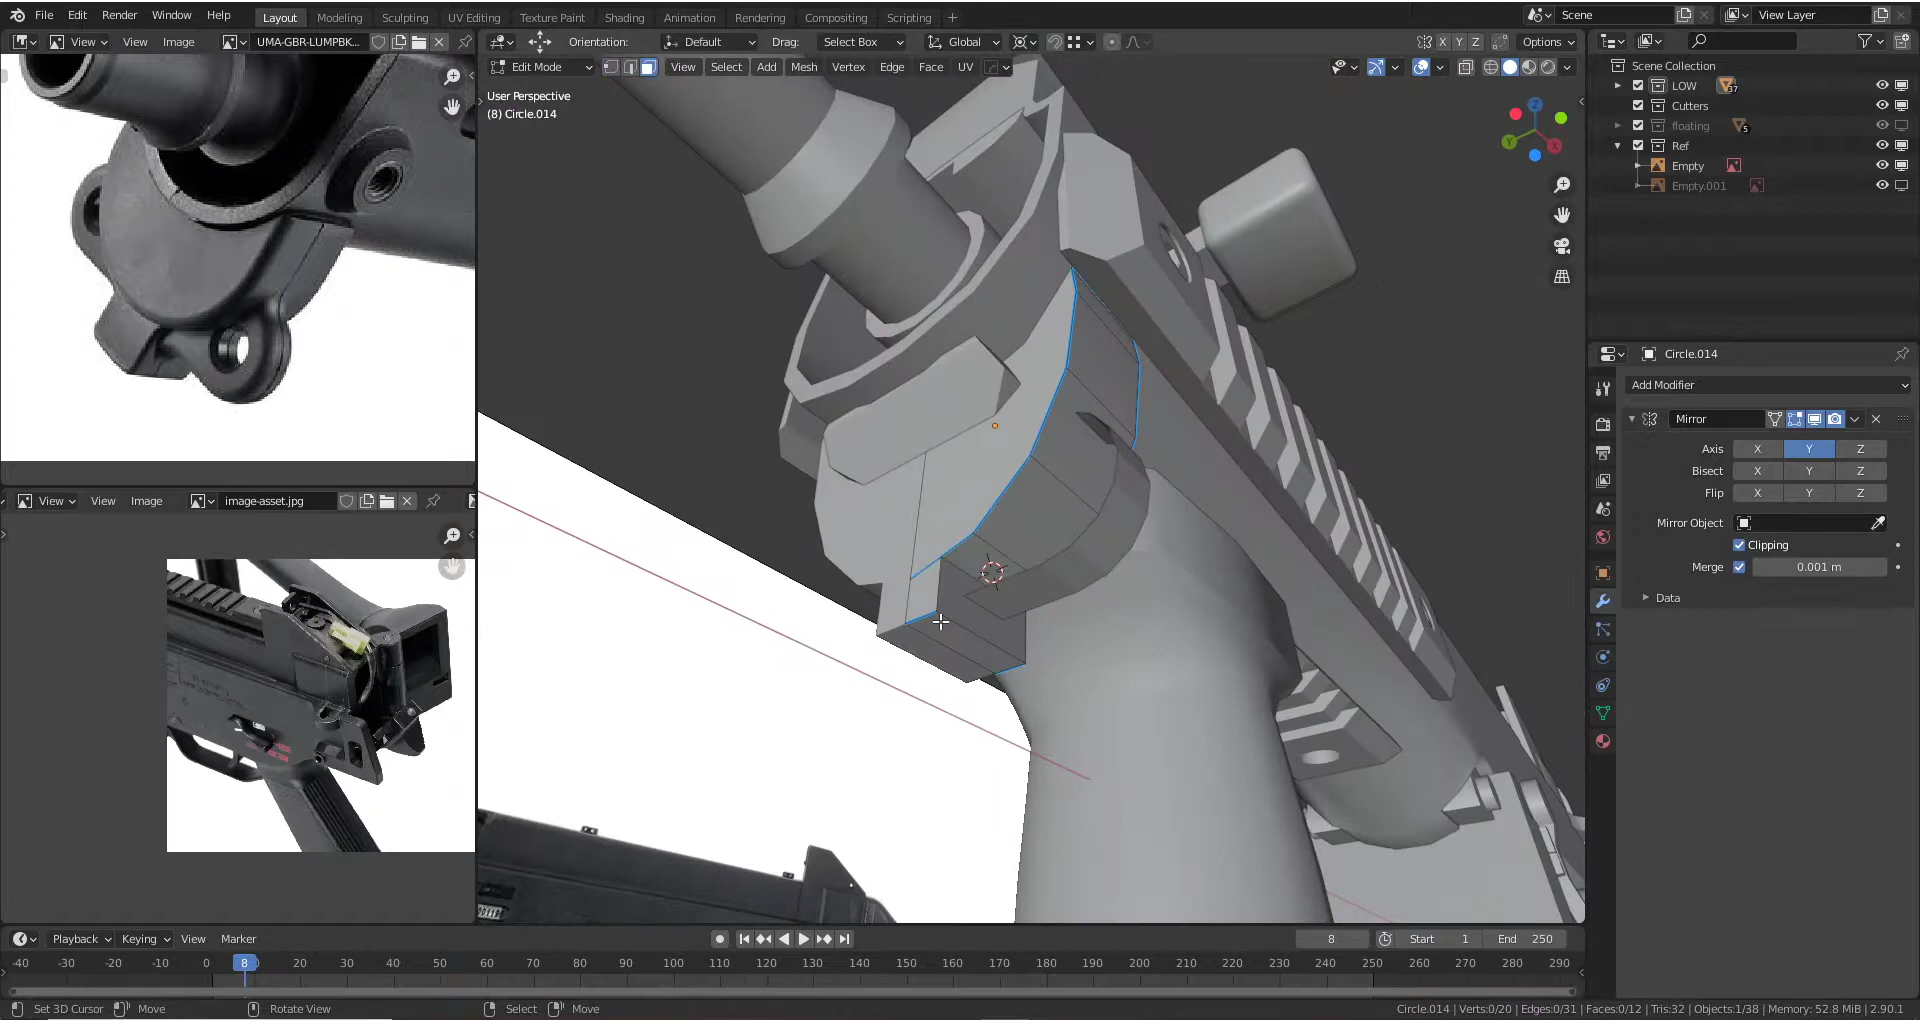 File Edit Render Window Help Layout Modeling Sculpting UV Editing Texture Paint Shading Animation Rendering Compositing Scripting + Scene View Layer
View View Image UMA-GBR-LUMPBK... Orientation: Default Drag: Select Box Global X Y Z Options
Edit Mode View Select Add Mesh Vertex Edge Face UV
User Perspective
(8) Circle.014
Z
Y
X
Scene Collection
LOW 37
Cutters
floating 5
Ref
Empty
Empty.001
Circle.014
Add Modifier
Mirror
Axis X Y Z
Bisect X Y Z
Flip X Y Z
Mirror Object
Clipping
Merge 0.001 m
Data
View View Image image-asset.jpg
Playback Keying View Marker 8 Start 1 End 250
-40 -30 -20 -10 0 8 20 30 40 50 60 70 80 90 100 110 120 130 140 150 160 170 180 190 200 210 220 230 240 250 260 270 280 290
Set 3D Cursor Move Rotate View Select Move Circle.014 | Verts:0/20 | Edges:0/31 | Faces:0/12 | Tris:32 | Objects:1/38 | Memory: 52.8 MiB | 2.90.1